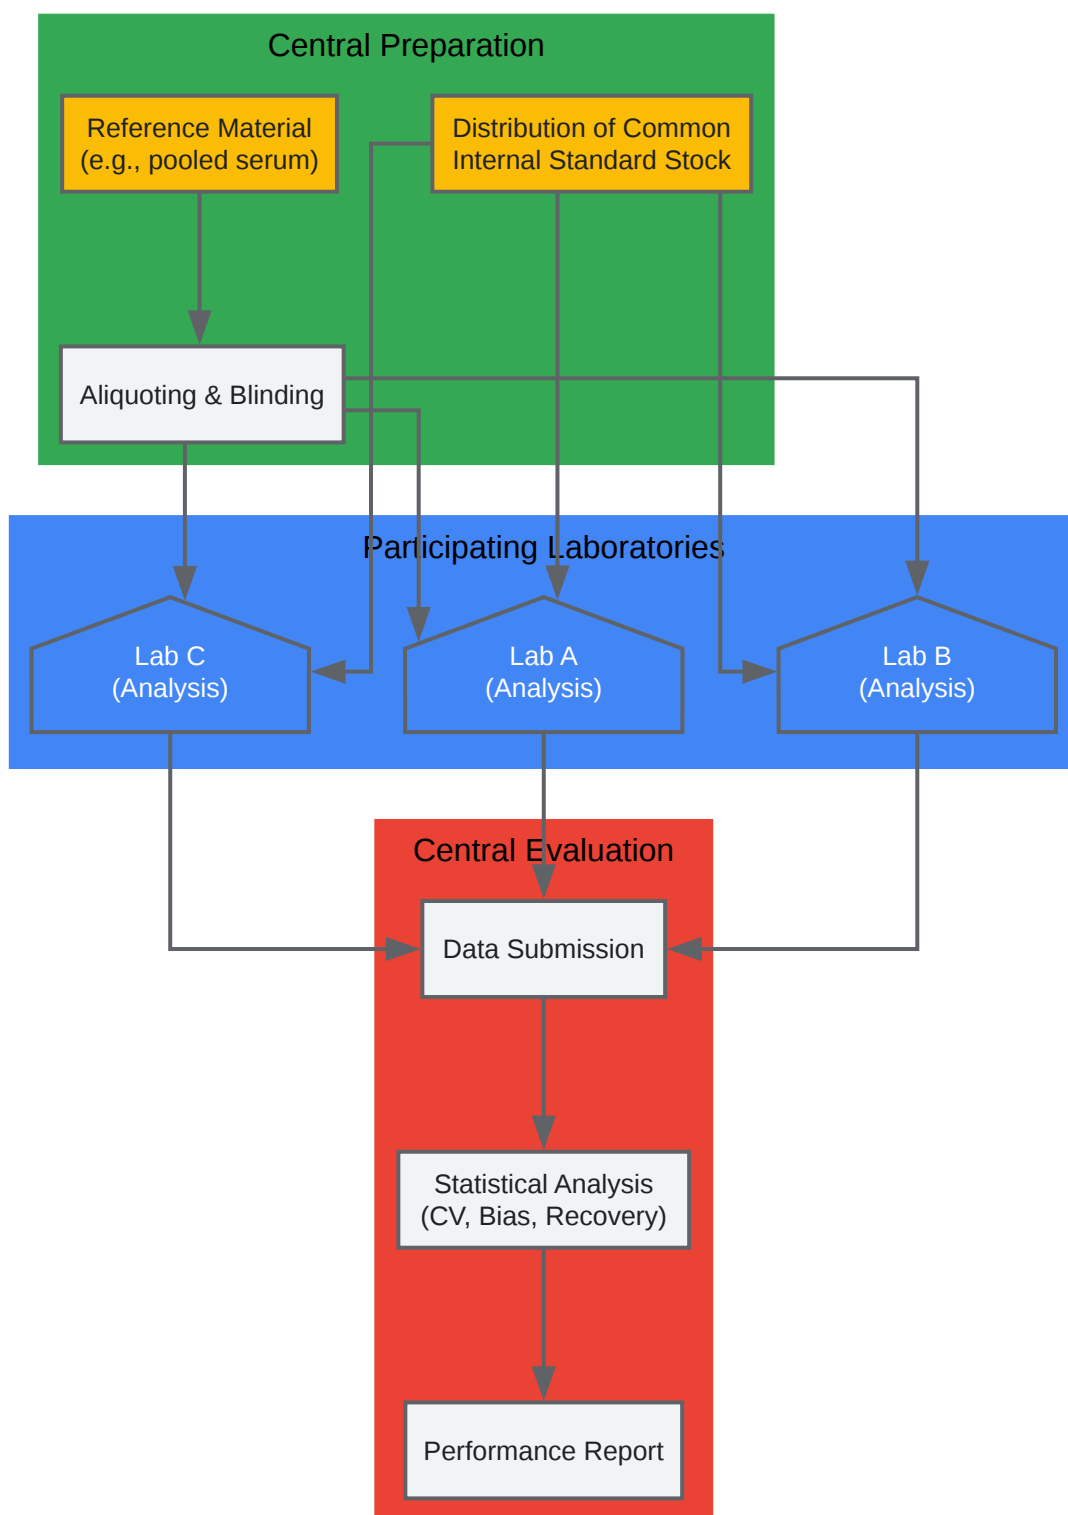 Central Preparation
Reference Material
(e.g., pooled serum)
Distribution of Common
Internal Standard Stock
Aliquoting & Blinding
Participating Laboratories
Lab C
(Analysis)
Lab A
(Analysis)
Lab B
(Analysis)
Central Evaluation
Data Submission
Statistical Analysis
(CV, Bias, Recovery)
Performance Report